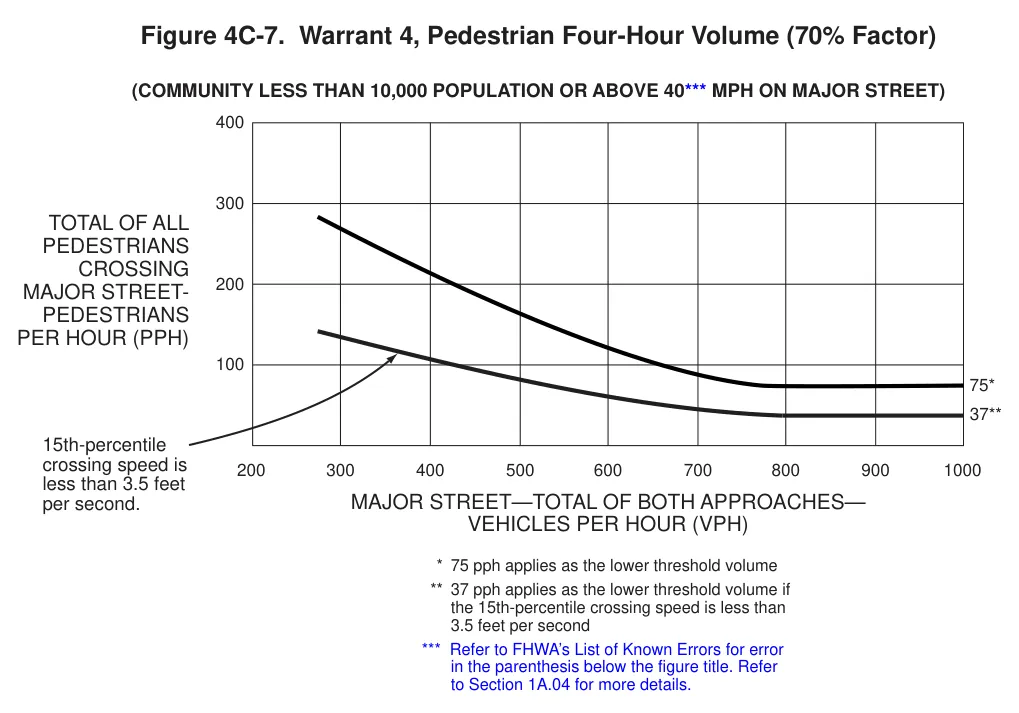 Figure 4C-7.  Warrant 4, Pedestrian Four-Hour Volume (70% Factor)
(COMMUNITY LESS THAN 10,000 POPULATION OR ABOVE 40*** MPH ON MAJOR STREET)
400
300
200
100
TOTAL OF ALL
PEDESTRIANS
CROSSING
MAJOR STREET-
PEDESTRIANS
PER HOUR (PPH)
75*
37**
15th-percentile
crossing speed is
less than 3.5 feet
per second.
200 300 400 500 600 700 800 900 1000
MAJOR STREET—TOTAL OF BOTH APPROACHES—
VEHICLES PER HOUR (VPH)
* 75 pph applies as the lower threshold volume
** 37 pph applies as the lower threshold volume if
the 15th-percentile crossing speed is less than
3.5 feet per second
*** Refer to FHWA's List of Known Errors for error
in the parenthesis below the figure title. Refer
to Section 1A.04 for more details.